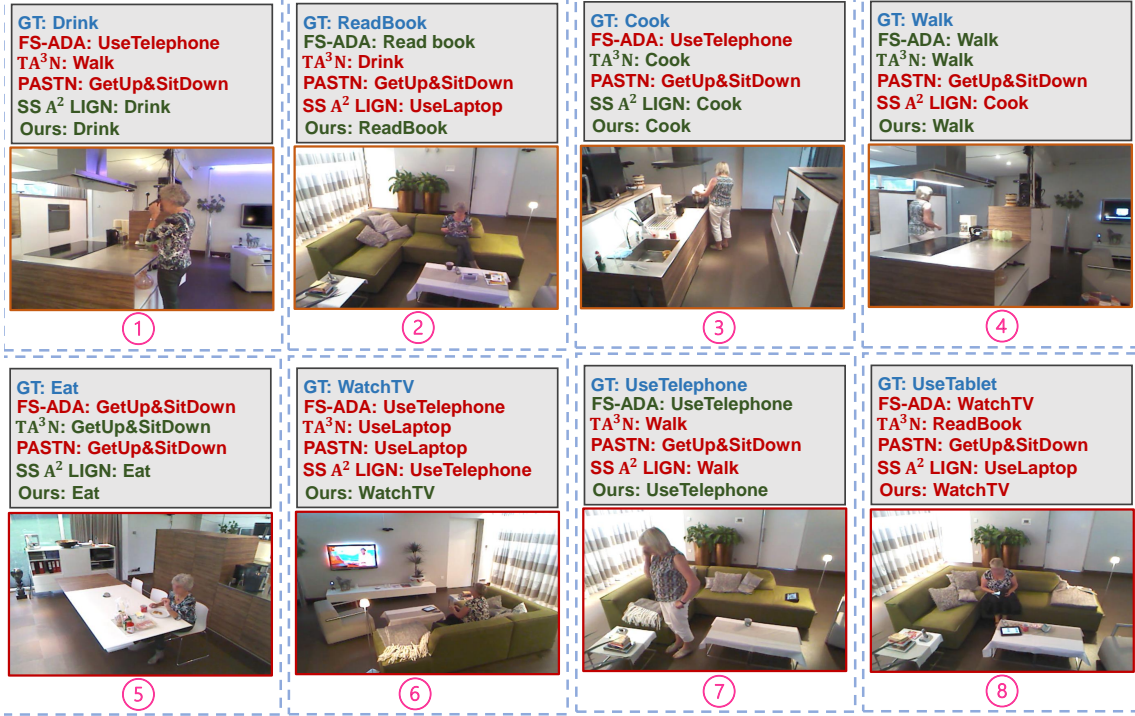 GT: Drink
FS-ADA: UseTelephone
TA³N: Walk
PASTN: GetUp&SitDown
SS A² LIGN: Drink
Ours: Drink
1
GT: ReadBook
FS-ADA: Read book
TA³N: Drink
PASTN: GetUp&SitDown
SS A² LIGN: UseLaptop
Ours: ReadBook
2
GT: Cook
FS-ADA: UseTelephone
TA³N: Cook
PASTN: GetUp&SitDown
SS A² LIGN: Cook
Ours: Cook
3
GT: Walk
FS-ADA: Walk
TA³N: Walk
PASTN: GetUp&SitDown
SS A² LIGN: Cook
Ours: Walk
4
GT: Eat
FS-ADA: GetUp&SitDown
TA³N: GetUp&SitDown
PASTN: GetUp&SitDown
SS A² LIGN: Eat
Ours: Eat
5
GT: WatchTV
FS-ADA: UseTelephone
TA³N: UseLaptop
PASTN: UseLaptop
SS A² LIGN: UseTelephone
Ours: WatchTV
6
GT: UseTelephone
FS-ADA: UseTelephone
TA³N: Walk
PASTN: GetUp&SitDown
SS A² LIGN: Walk
Ours: UseTelephone
7
GT: UseTablet
FS-ADA: WatchTV
TA³N: ReadBook
PASTN: GetUp&SitDown
SS A² LIGN: UseLaptop
Ours: WatchTV
8